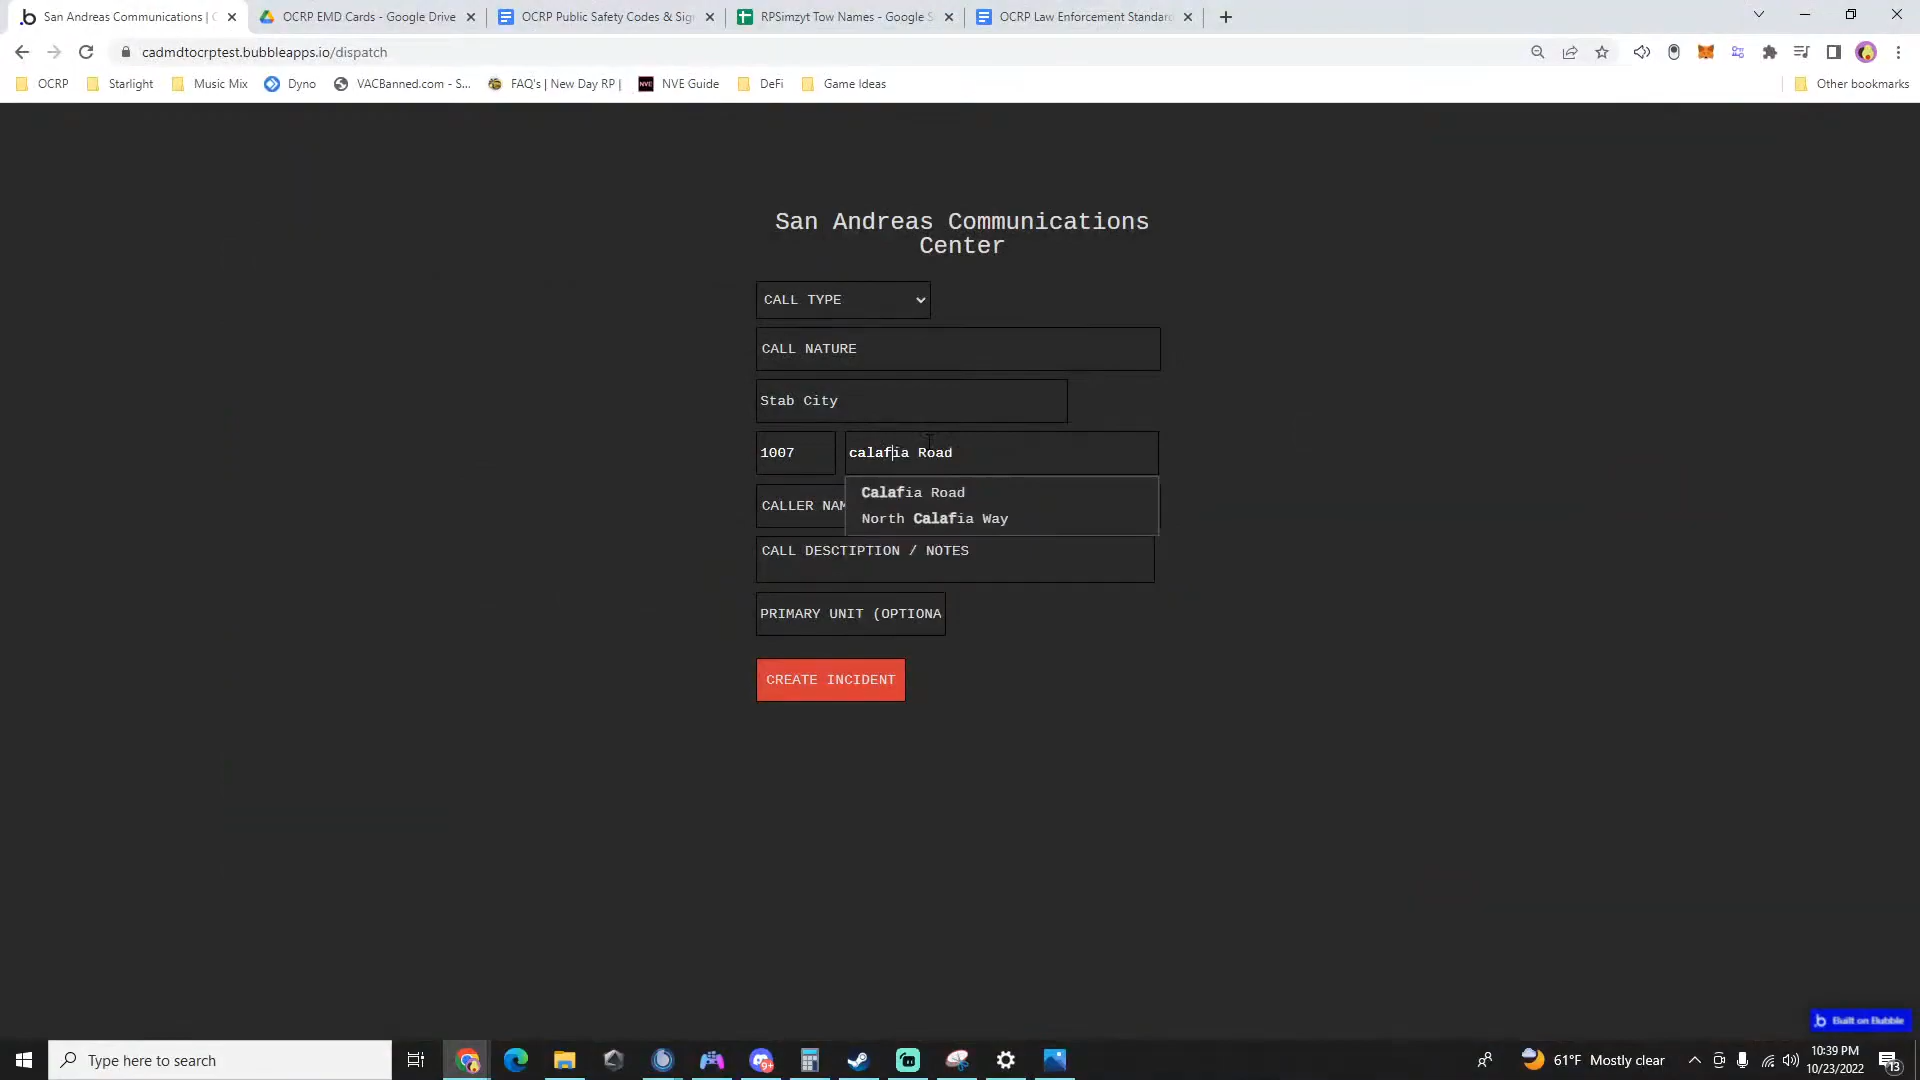 San Andreas Communications | C
OCRP EMD Cards - Google Drive
OCRP Public Safety Codes & Sig
RPSimzyt Tow Names - Google S
OCRP Law Enforcement Standard
cadmdtocrptest.bubbleapps.io/dispatch
OCRP
Starlight
Music Mix
Dyno
VACBanned.com - S...
FAQ's | New Day RP |
NVE
NVE Guide
DeFi
Game Ideas
Other bookmarks
San Andreas Communications
Center
CALL TYPE
CALL NATURE
Stab City
1007
calafia Road
Calafia Road
North Calafia Way
CALLER NAM
CALL DESCTIPTION / NOTES
PRIMARY UNIT (OPTIONA
CREATE INCIDENT
Built on Bubble
Type here to search
9+
61°F Mostly clear
10:39 PM
10/23/2022
13